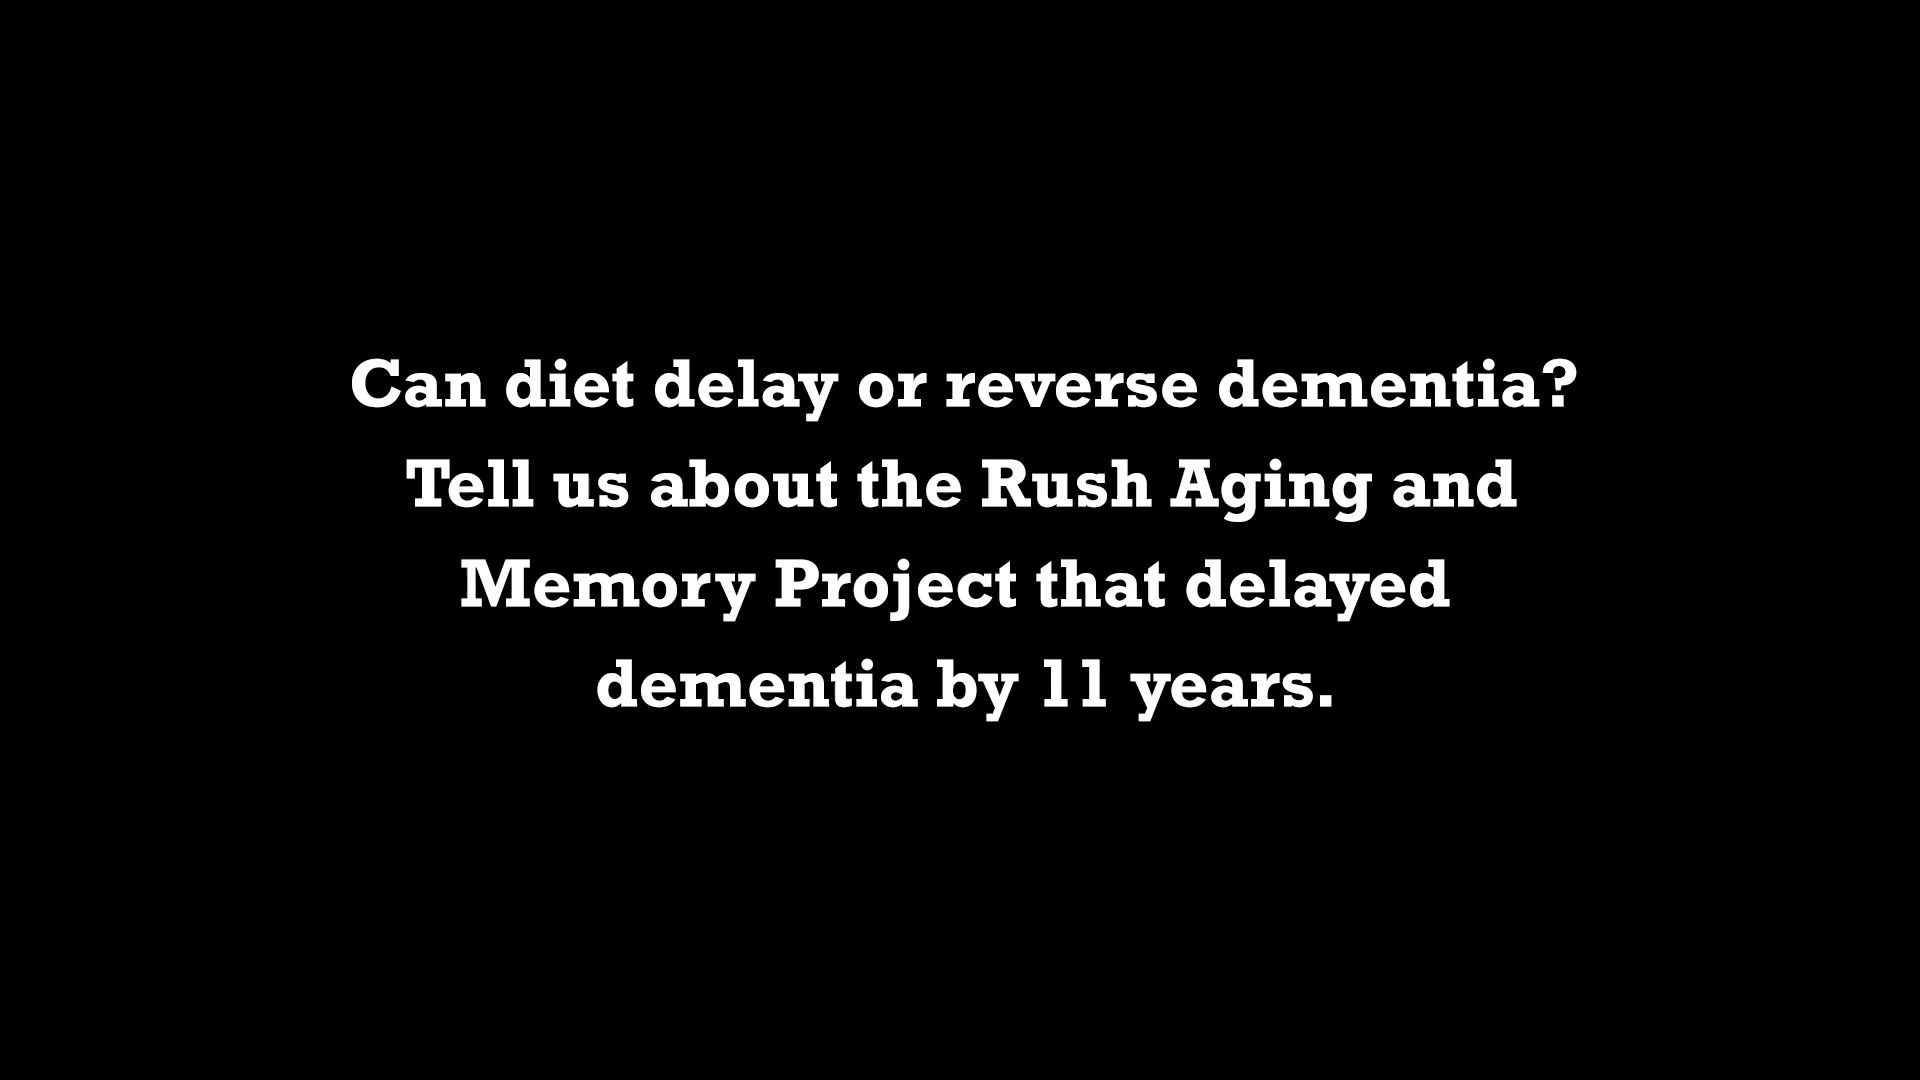 Can diet delay or reverse dementia?
Tell us about the Rush Aging and
Memory Project that delayed
dementia by 11 years.